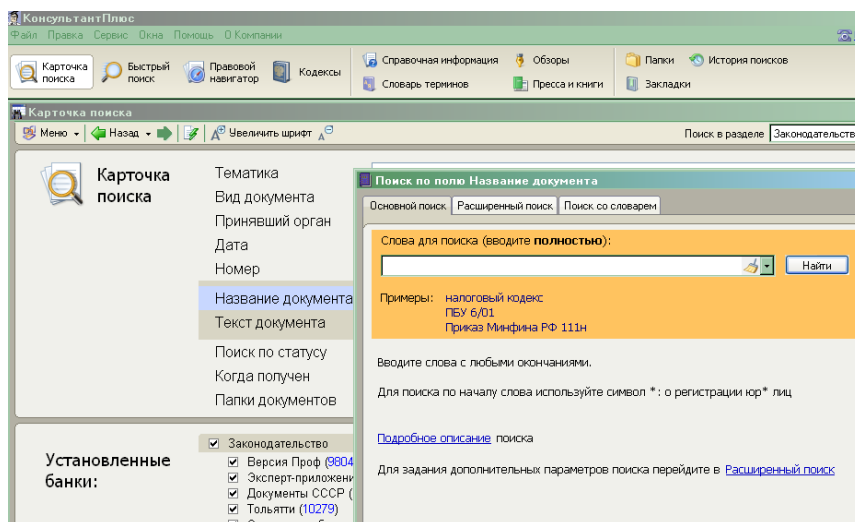 КонсультантПлюс
Файл Правка Сервис Окна Помощь О Компании
Карточка поиска
Быстрый поиск
Правовой навигатор
Кодексы
Справочная информация
Обзоры
Папки
История поисков
Словарь терминов
Пресса и книги
Закладки
Карточка поиска
Меню Назад Увеличить шрифт Поиск в разделе Законодательств
Карточка
поиска
Тематика
Вид документа
Принявший орган
Дата
Номер
Название документа
Текст документа
Поиск по статусу
Когда получен
Папки документов
Поиск по полю Название документа
Основной поиск Расширенный поиск Поиск со словарем
Слова для поиска (вводите полностью):
Найти
Примеры: налоговый кодекс
ПБУ 6/01
Приказ Минфина РФ 111н
Вводите слова с любыми окончаниями.
Для поиска по началу слова используйте символ *: о регистрации юр* лиц
Подробное описание поиска
Для задания дополнительных параметров поиска перейдите в Расширенный поиск
Установленные
банки:
Законодательство
Версия Проф (9804
Эксперт-приложени
Документы СССР (
Тольятти (10279)